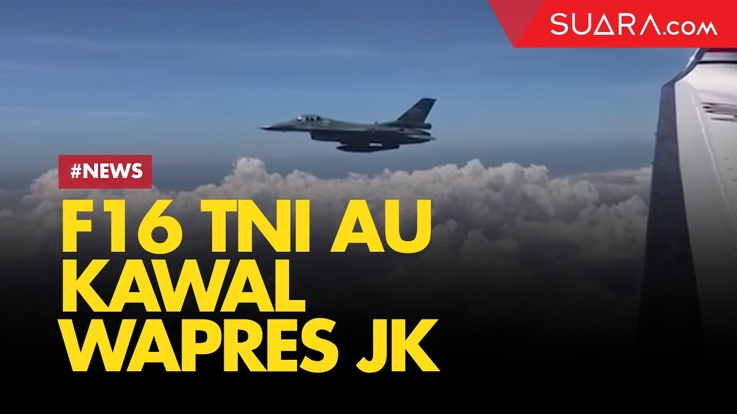 SUARA.com
#NEWS
F16 TNI AU
KAWAL
WAPRES JK